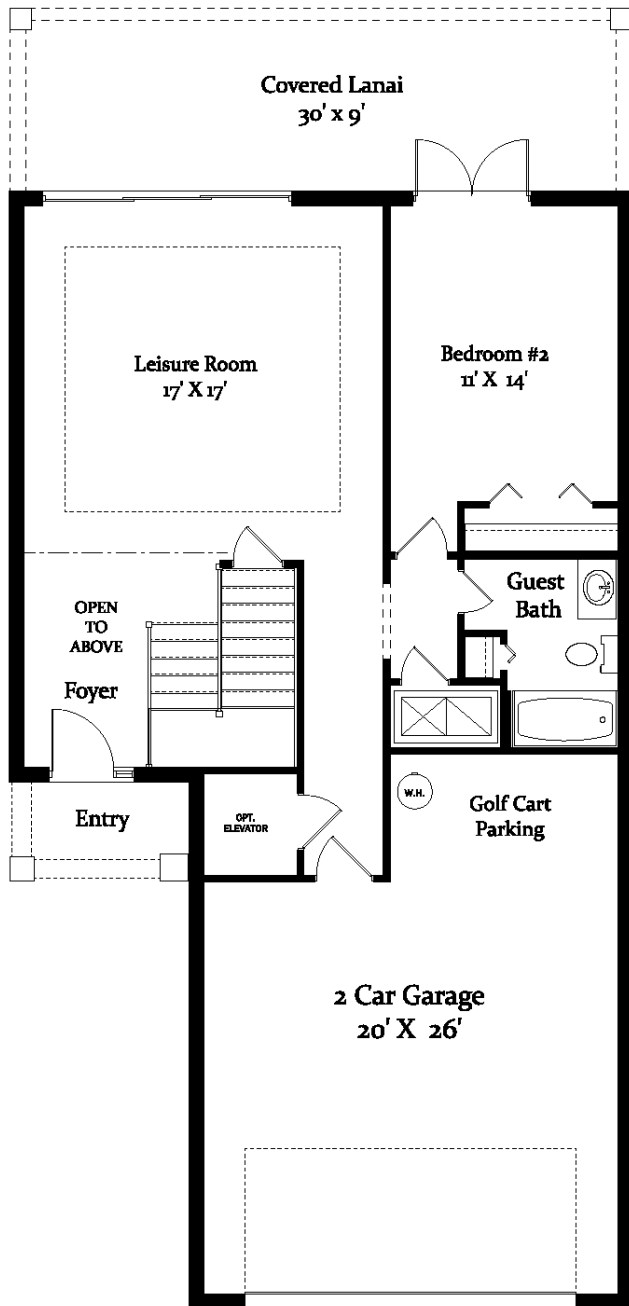 Covered Lanai
30' x 9'
Leisure Room
17' X 17'
Bedroom #2
11' X 14'
Guest
Bath
OPEN
TO
ABOVE
Foyer
Entry
OPT.
ELEVATOR
W.H.
Golf Cart
Parking
2 Car Garage
20' X 26'